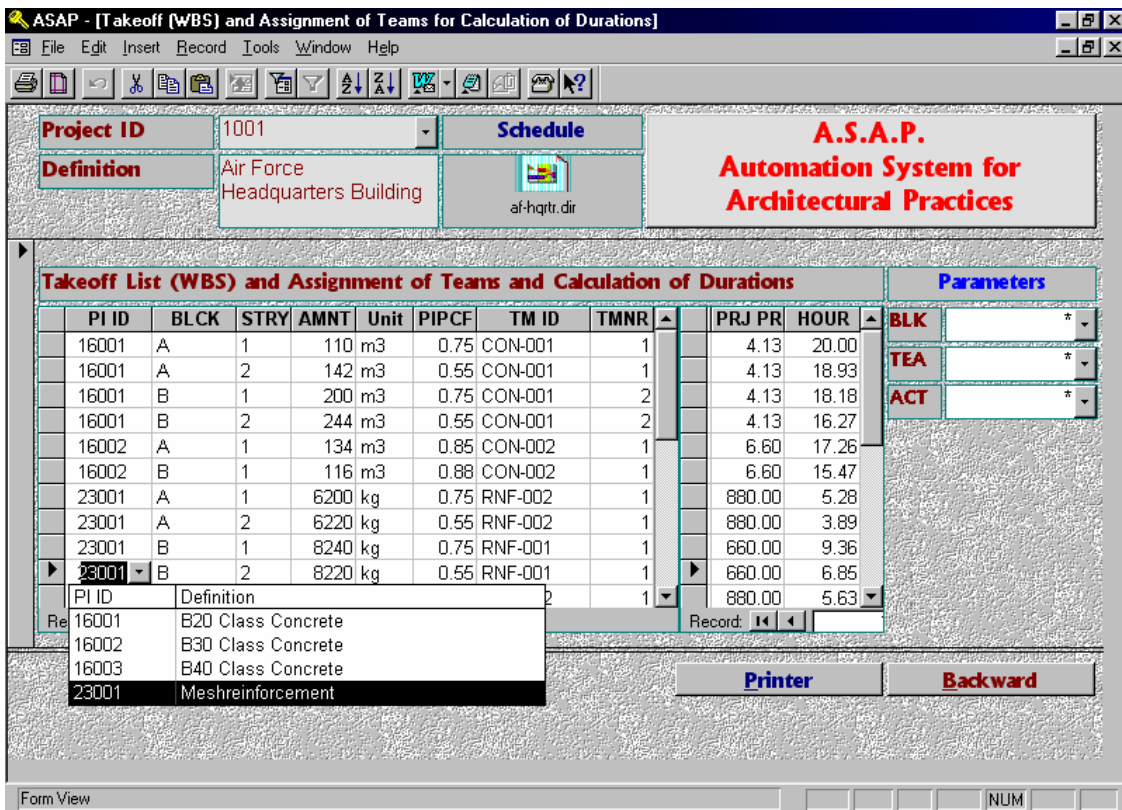 ASAP - [Takeoff (WBS) and Assignment of Teams for Calculation of Durations]
File Edit Insert Record Tools Window Help
Project ID 1001 Schedule
Definition Air Force
Headquarters Building
af-hqrtr.dir
A.S.A.P.
Automation System for
Architectural Practices
Takeoff List (WBS) and Assignment of Teams and Calculation of Durations Parameters
PI ID BLCK STRY AMNT Unit PIPCF TM ID TMNR PRJ PR HOUR
16001 A 1 110 m3 0.75 CON-001 1 4.13 20.00
16001 A 2 142 m3 0.55 CON-001 1 4.13 18.93
16001 B 1 200 m3 0.75 CON-001 2 4.13 18.18
16001 B 2 244 m3 0.55 CON-001 2 4.13 16.27
16002 A 1 134 m3 0.85 CON-002 1 6.60 17.26
16002 B 1 116 m3 0.88 CON-002 1 6.60 15.47
23001 A 1 6200 kg 0.75 RNF-002 1 880.00 5.28
23001 A 2 6220 kg 0.55 RNF-002 1 880.00 3.89
23001 B 1 8240 kg 0.75 RNF-001 1 660.00 9.36
23001 B 2 8220 kg 0.55 RNF-001 1 660.00 6.85
2 1 880.00 5.63
BLK *
TEA *
ACT *
PI ID Definition
16001 B20 Class Concrete
16002 B30 Class Concrete
16003 B40 Class Concrete
23001 Meshreinforcement
Re
Record:
Printer Backward
Form View NUM